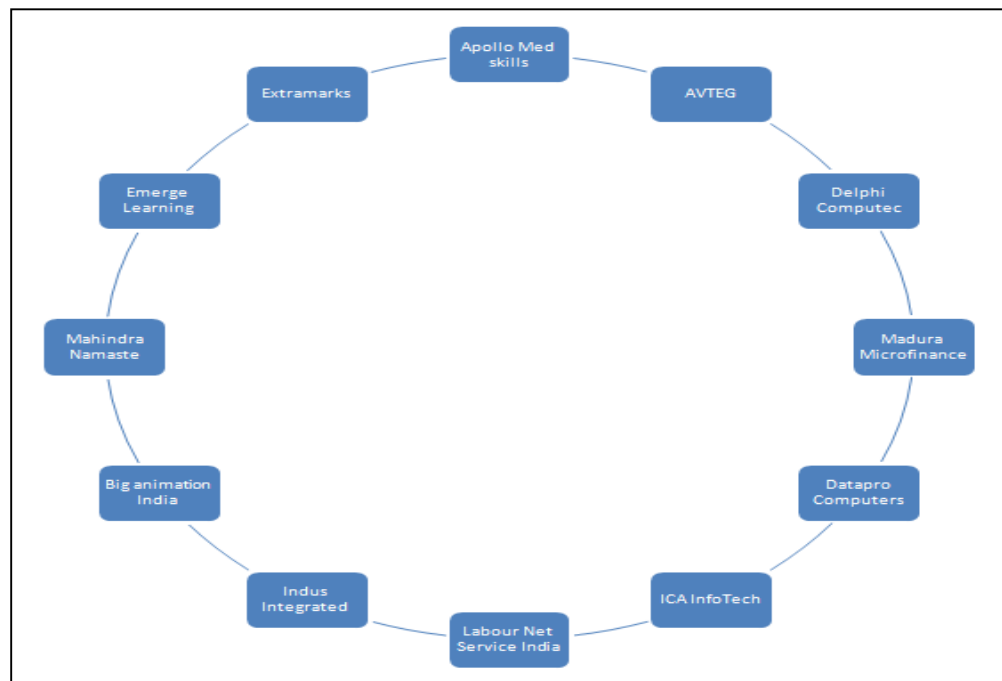 Apollo Med
skills
AVTEG
Delphi
Computec
Madura
Microfinance
Datapro
Computers
ICA InfoTech
Labour Net
Service India
Indus
Integrated
Big animation
India
Mahindra
Namaste
Emerge
Learning
Extramarks